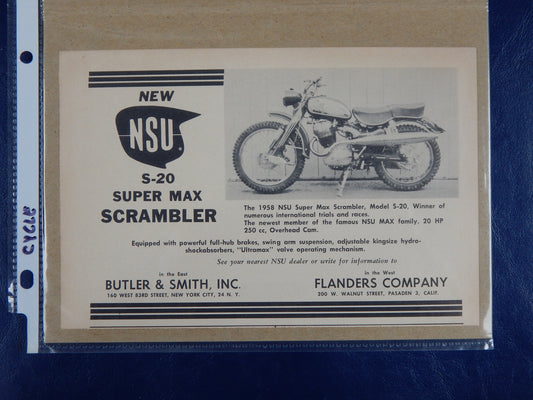 NEW
NSU
S-20
SUPER MAX
SCRAMBLER
The 1958 NSU Super Max Scrambler, Model S-20, Winner of
numerous international trials and races.
The newest member of the famous NSU MAX family. 20 HP
250 cc, Overhead Cam.
Equipped with powerful full-hub brakes, swing arm suspension, adjustable kingsize hydro-
shockabsorbers, "Ultramax" valve operating mechanism.
See your nearest NSU dealer or write for information to
in the East
BUTLER & SMITH, INC.
160 WEST 83RD STREET, NEW YORK CITY, 24 N. Y.
in the West
FLANDERS COMPANY
200 W. WALNUT STREET, PASADEN 2, CALIF.
CYCLE